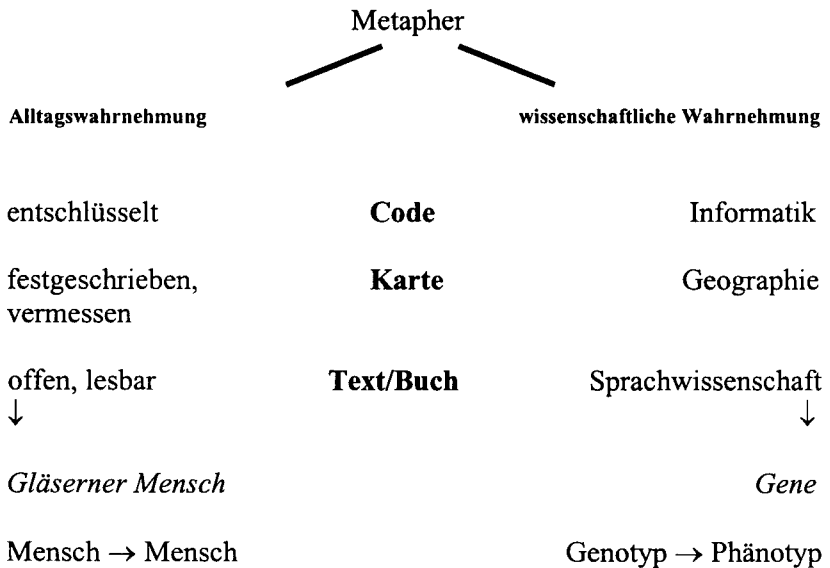 Metapher
Alltagswahrnehmung wissenschaftliche Wahrnehmung
entschlüsselt Code Informatik
festgeschrieben, Karte Geographie
vermessen
offen, lesbar Text/Buch Sprachwissenschaft
↓ ↓
Gläserner Mensch Gene
Mensch → Mensch Genotyp → Phänotyp